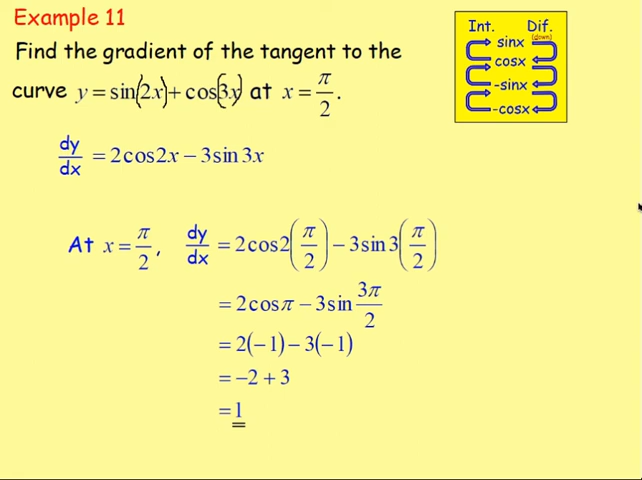 Example 11
Int. Dif.
(down)
sinx
cosx
-sinx
-cosx
Find the gradient of the tangent to the
curve y = sin(2x) + cos(3x) at x = π/2.
dy/dx = 2cos2x − 3sin3x
At x = π/2, dy/dx = 2cos2(π/2) − 3sin3(π/2)
= 2cosπ − 3sin 3π/2
= 2(−1) − 3(−1)
= −2 + 3
= 1